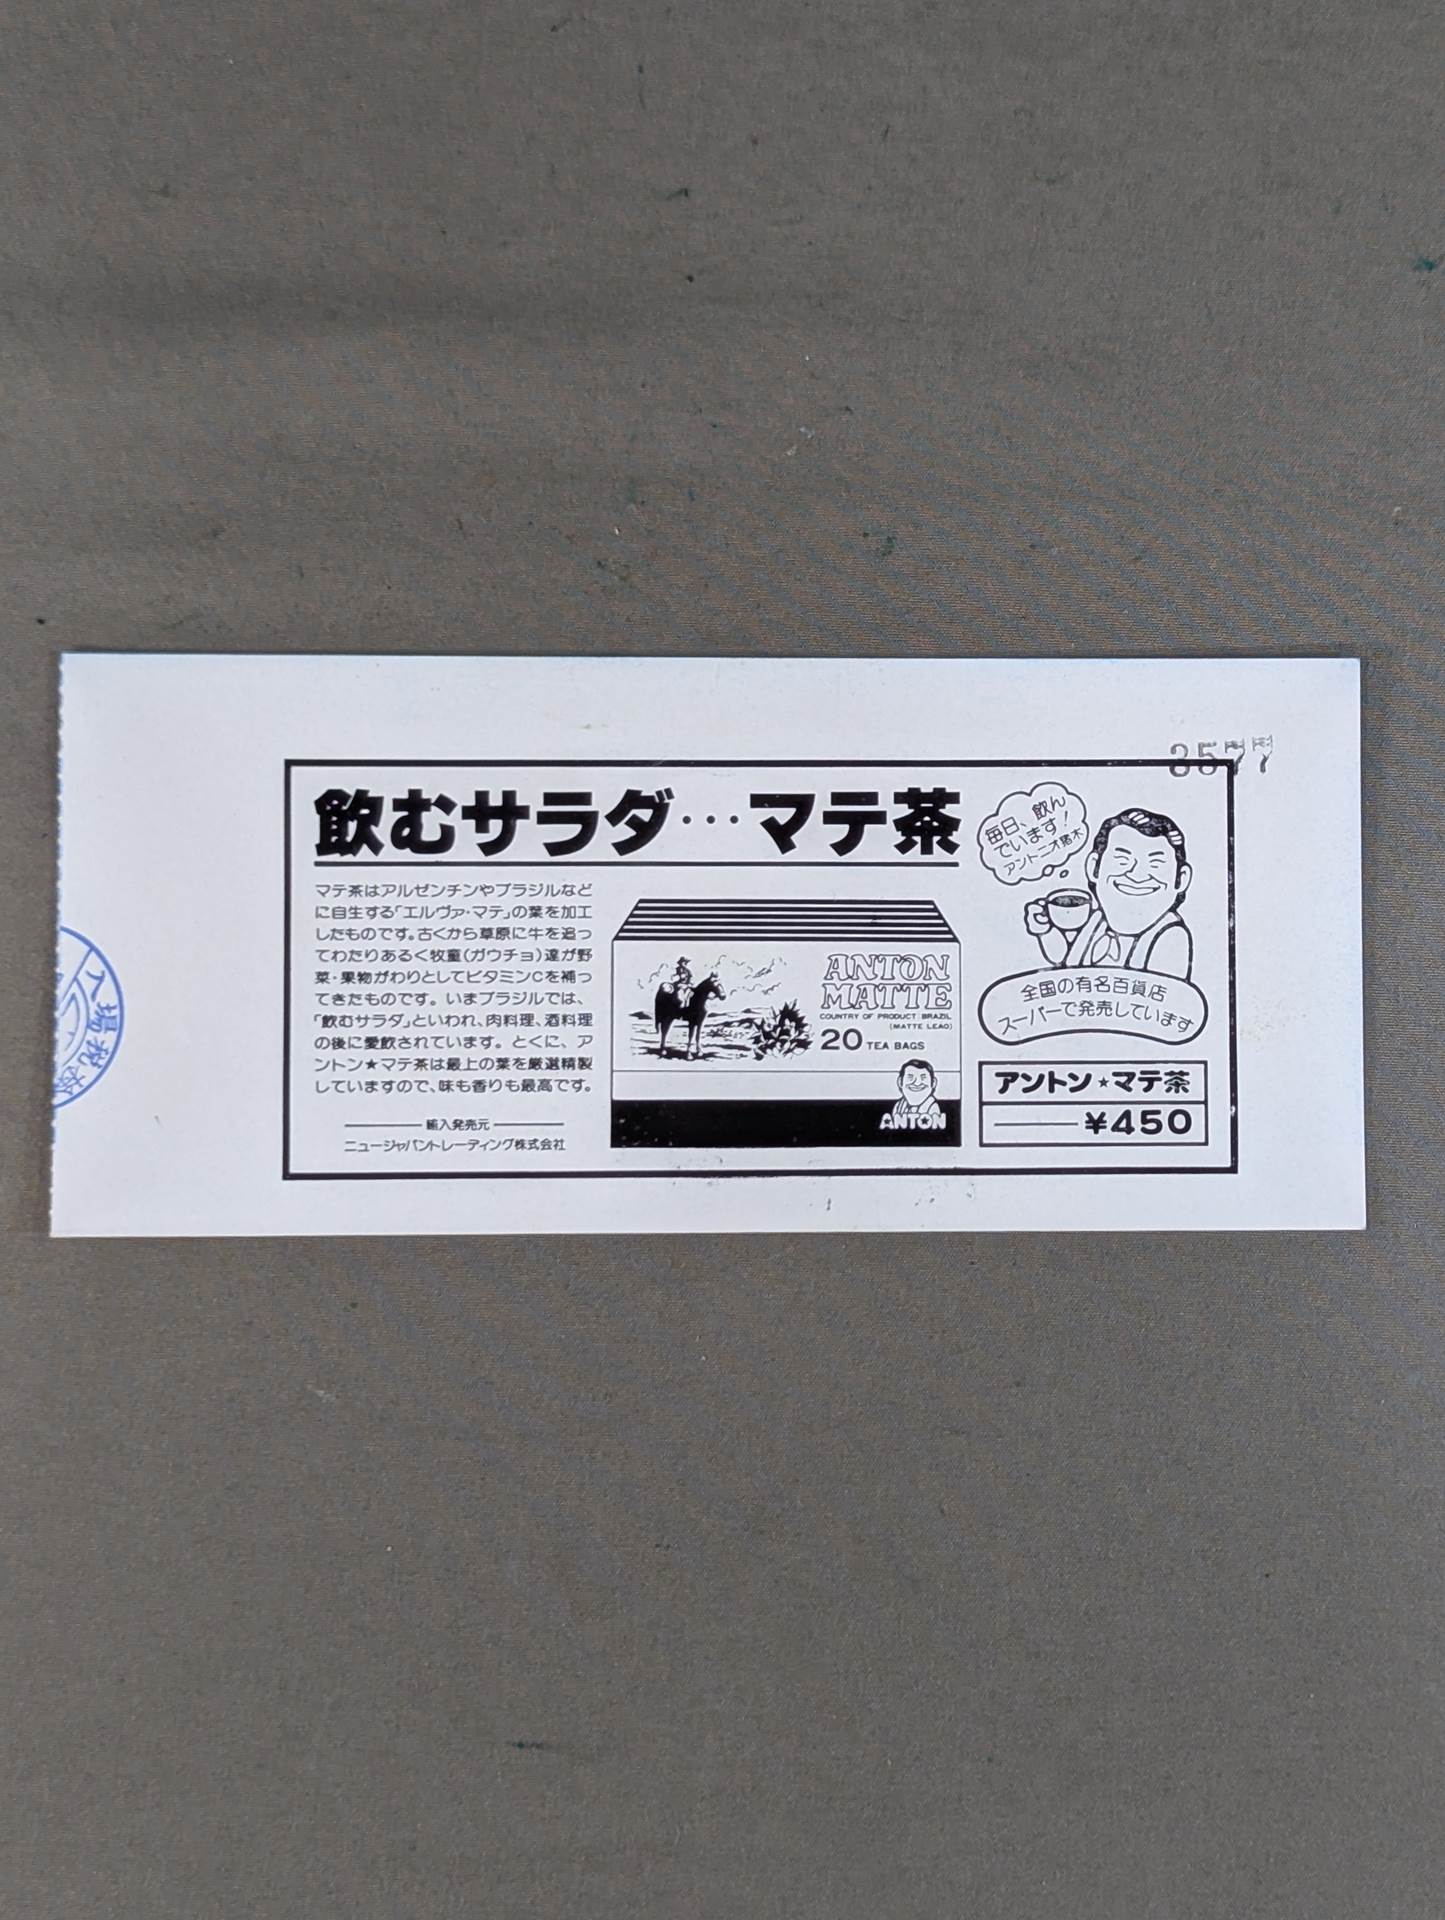 3577
飲むサラダ…マテ茶
マテ茶はアルゼンチンやブラジルなど
に自生する「エルヴァ・マテ」の葉を加工
したものです。古くから草原に牛を追っ
てわたりあるく牧童(ガウチョ)達が野
菜・果物がわりとしてビタミンCを補っ
てきたものです。いまブラジルでは、
「飲むサラダ」といわれ、肉料理、酒料理
の後に愛飲されています。とくに、ア
ントン★マテ茶は最上の葉を厳選精製
していますので、味も香りも最高です。
輸入発売元
ニュージャパントレーディング株式会社
ANTON
MATTE
COUNTRY OF PRODUCT: BRAZIL
(MATTE LEAO)
20 TEA BAGS
ANTON
毎日、飲ん
でいます!
アントニオ猪木
全国の有名百貨店
スーパーで発売しています
アントン★マテ茶
¥450